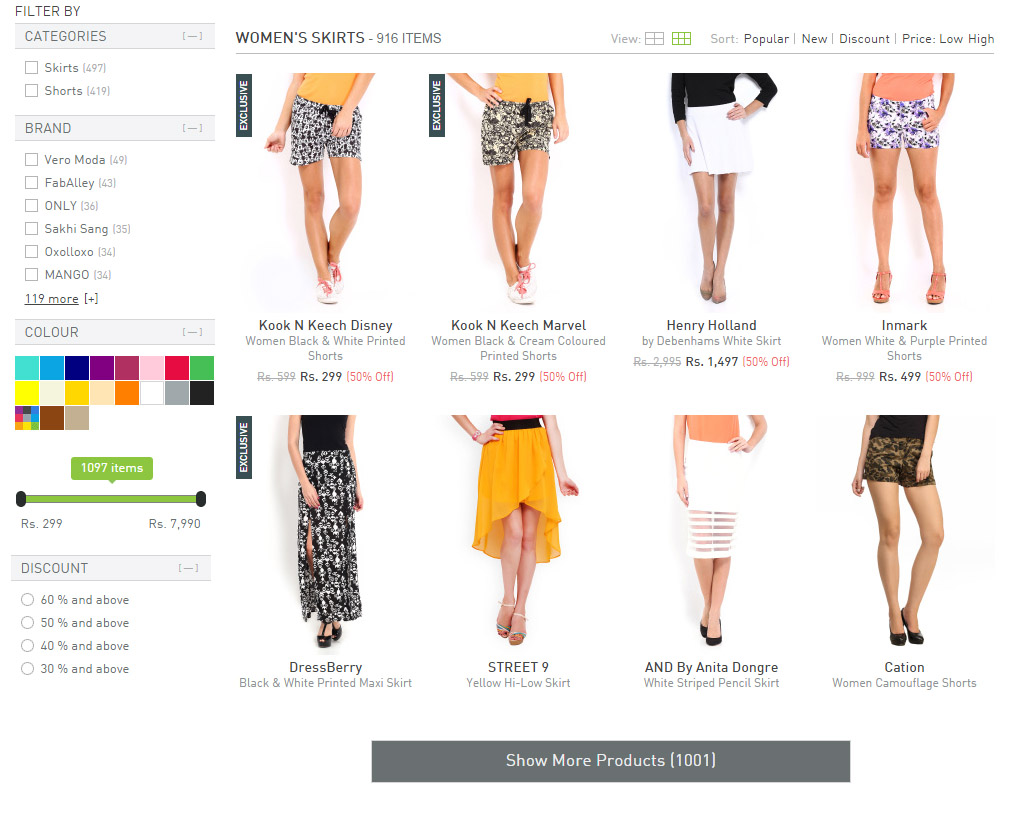 FILTER BY
CATEGORIES [—]
Skirts (497)
Shorts (419)
BRAND [—]
Vero Moda (49)
FabAlley (43)
ONLY (36)
Sakhi Sang (35)
Oxolloxo (34)
MANGO (34)
119 more [+]
COLOUR [—]
1097 items
Rs. 299 Rs. 7,990
DISCOUNT [—]
60 % and above
50 % and above
40 % and above
30 % and above
WOMEN'S SKIRTS - 916 ITEMS
View: Sort: Popular | New | Discount | Price: Low High
EXCLUSIVE
Kook N Keech Disney
Women Black & White Printed
Shorts
Rs. 599 Rs. 299 (50% Off)
EXCLUSIVE
Kook N Keech Marvel
Women Black & Cream Coloured
Printed Shorts
Rs. 599 Rs. 299 (50% Off)
Henry Holland
by Debenhams White Skirt
Rs. 2,995 Rs. 1,497 (50% Off)
Inmark
Women White & Purple Printed
Shorts
Rs. 999 Rs. 499 (50% Off)
EXCLUSIVE
DressBerry
Black & White Printed Maxi Skirt
STREET 9
Yellow Hi-Low Skirt
AND By Anita Dongre
White Striped Pencil Skirt
Cation
Women Camouflage Shorts
Show More Products (1001)